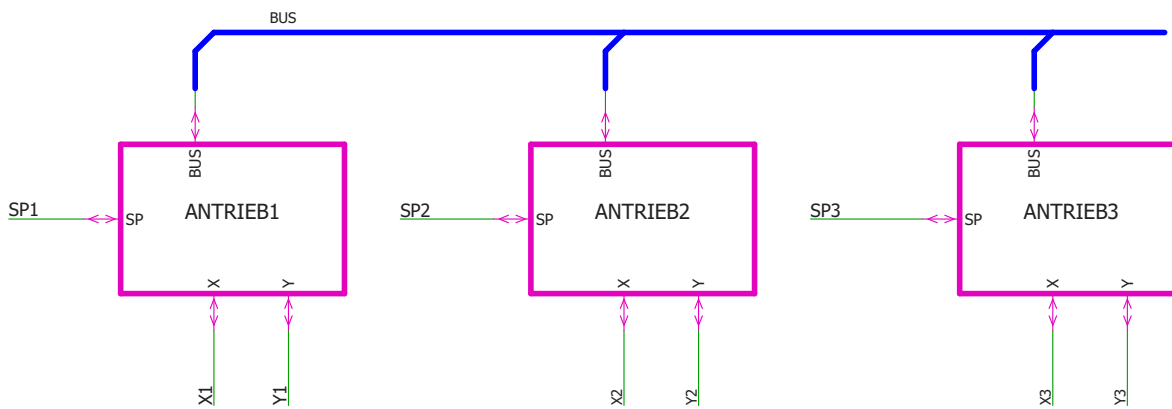 BUS
BUS
BUS
BUS
SP1
SP
ANTRIEB1
SP2
SP
ANTRIEB2
SP3
SP
ANTRIEB3
X
Y
X
Y
X
Y
X1
Y1
X2
Y2
X3
Y3